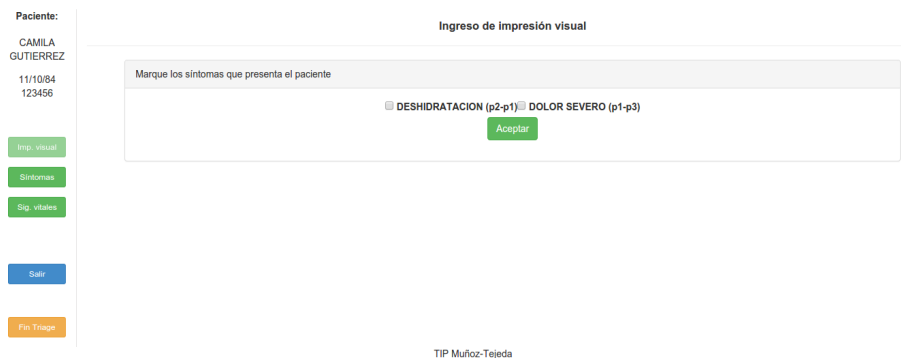 Paciente:
CAMILA
GUTIERREZ
11/10/84
123456
Imp. visual
Síntomas
Sig. vitales
Salir
Fin Triage
Ingreso de impresión visual
Marque los síntomas que presenta el paciente
DESHIDRATACION (p2-p1) DOLOR SEVERO (p1-p3)
Aceptar
TIP Muñoz-Tejeda